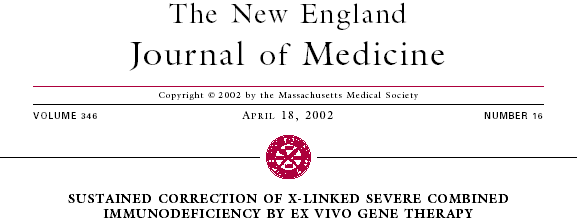 The New England
Journal of Medicine
Copyright © 2002 by the Massachusetts Medical Society
VOLUME 346
APRIL 18, 2002
NUMBER 16
SUSTAINED CORRECTION OF X-LINKED SEVERE COMBINED
IMMUNODEFICIENCY BY EX VIVO GENE THERAPY